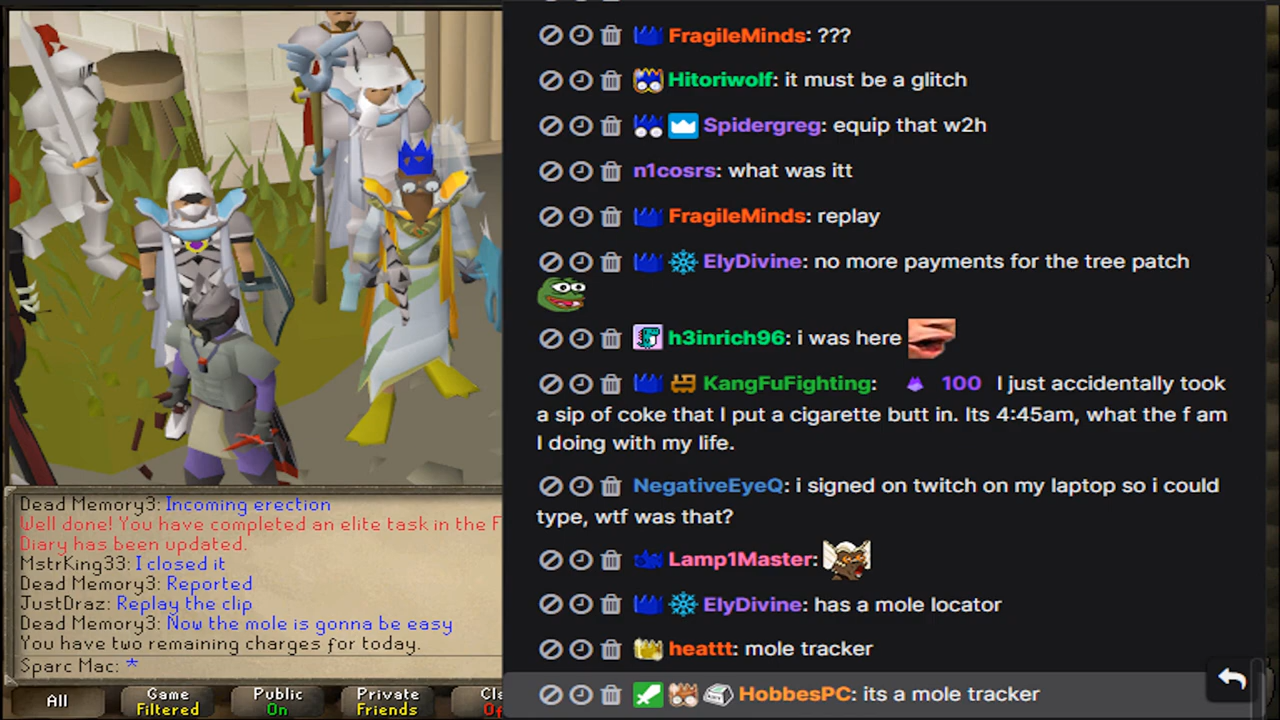 FragileMinds: ???
Hitoriwolf: it must be a glitch
Spidergreg: equip that w2h
n1cosrs: what was itt
FragileMinds: replay
ElyDivine: no more payments for the tree patch
h3inrich96: i was here
KangFuFighting: 100 I just accidentally took
a sip of coke that I put a cigarette butt in. Its 4:45am, what the f am
I doing with my life.
NegativeEyeQ: i signed on twitch on my laptop so i could
type, wtf was that?
Lamp1Master:
ElyDivine: has a mole locator
heattt: mole tracker
HobbesPC: its a mole tracker
Dead Memory3: Incoming erection
Well done! You have completed an elite task in the F
Diary has been updated.
MstrKing33: I closed it
Dead Memory3: Reported
JustDraz: Replay the clip
Dead Memory3: Now the mole is gonna be easy
You have two remaining charges for today.
Sparc Mac: *
All
Game
Filtered
Public
On
Private
Friends
Cl
Of